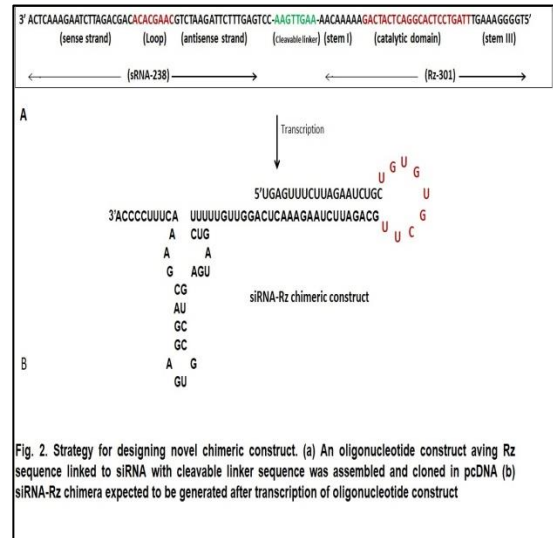 3' ACTCAAAGAATCTTAGACGACACACGAACGTCTAAGATTCTTTGAGTCC-AAGTTGAA-AACAAAAAGACTACTCAGGCACTCCTGATTTGAAAGGGGT5'
(sense strand) (Loop) (antisense strand) (Cleavable linker) (stem I) (catalytic domain) (stem III)
(sRNA-238) (Rz-301)
A
Transcription
5'UGAGUUUCUUAGAAUCUGC U G U G U G C U U
3'ACCCCUUUCA UUUUUGUUGGACUCAAAGAAUCUUAGACG
A CUG
A A
G AGU
CG
UA
GC
GC
A G
GU
siRNA-Rz chimeric construct
B
Fig. 2. Strategy for designing novel chimeric construct. (a) An oligonucleotide construct aving Rz
sequence linked to siRNA with cleavable linker sequence was assembled and cloned in pcDNA (b)
siRNA-Rz chimera expected to be generated after transcription of oligonucleotide construct